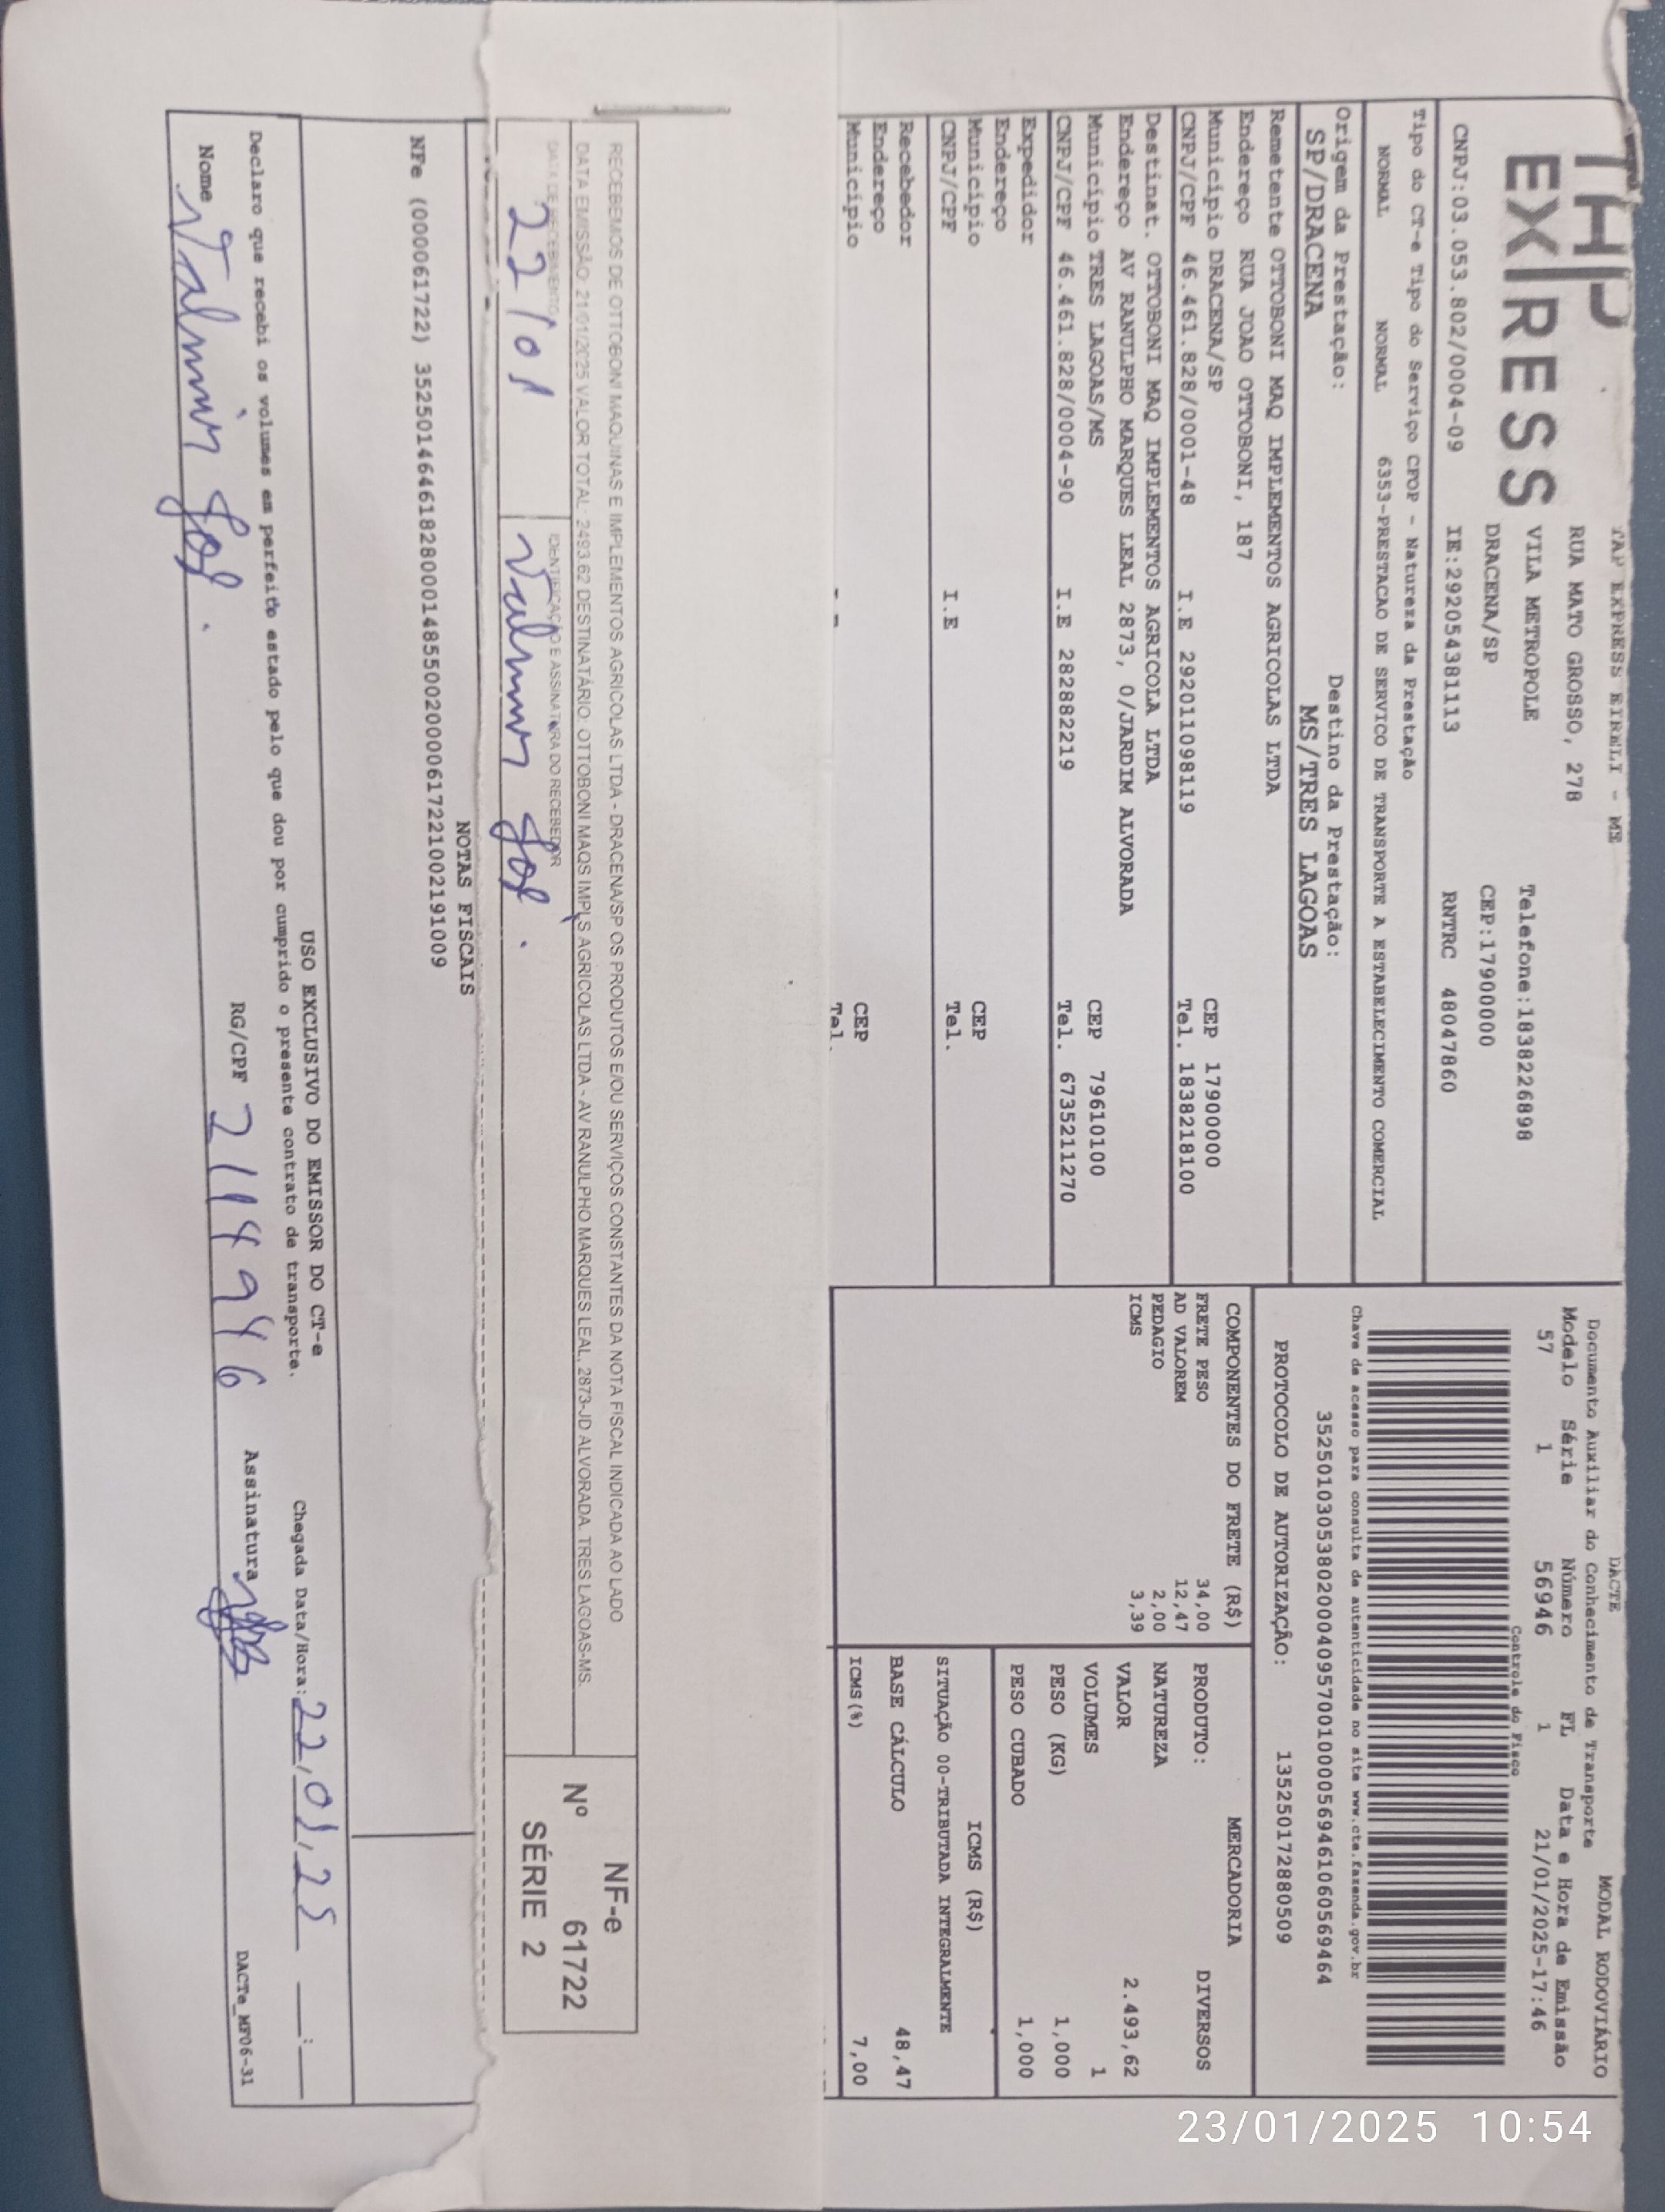 TAP EXPRESS EIRELI - ME
EXPRESS
RUA MATO GROSSO, 278
VILA METROPOLE Telefone:1838226898
DRACENA/SP CEP:17900000
CNPJ:03.053.802/0004-09 IE:292054381113 RNTRC 48047860
Tipo do CT-e Tipo do Serviço CFOP - Natureza da Prestação
NORMAL NORMAL 6353-PRESTACAO DE SERVICO DE TRANSPORTE A ESTABELECIMENTO COMERCIAL
Origem da Prestação: Destino da Prestação:
SP/DRACENA MS/TRES LAGOAS
Remetente OTTOBONI MAQ IMPLEMENTOS AGRICOLAS LTDA
Endereço RUA JOAO OTTOBONI, 187
Município DRACENA/SP CEP 17900000
CNPJ/CPF 46.461.828/0001-48 I.E 292011098119 Tel. 1838218100
Destinat. OTTOBONI MAQ IMPLEMENTOS AGRICOLA LTDA
Endereço AV RANULPHO MARQUES LEAL 2873, 0/JARDIM ALVORADA
Município TRES LAGOAS/MS CEP 79610100
CNPJ/CPF 46.461.828/0004-90 I.E 282882219 Tel. 6735211270
Expedidor
Endereço
Município CEP
CNPJ/CPF I.E Tel.
Recebedor
Endereço
Município CEP
Tel.
DACTE MODAL RODOVIÁRIO
Documento Auxiliar do Conhecimento de Transporte
Modelo Série Número FL Data e Hora de Emissão
57 1 56946 1 21/01/2025-17:46
Controle do Fisco
Chave de acesso para consulta de autenticidade no site www.cte.fazenda.gov.br
35250103053802000409570010000569461060569464
PROTOCOLO DE AUTORIZAÇÃO: 135250172880509
COMPONENTES DO FRETE (R$)
FRETE PESO 34,00
AD VALOREM 12,47
PEDAGIO 2,00
ICMS 3,39
MERCADORIA
PRODUTO: DIVERSOS
NATUREZA
VALOR 2.493,62
VOLUMES 1
PESO (KG) 1,000
PESO CUBADO 1,000
ICMS (R$)
SITUAÇÃO 00-TRIBUTADA INTEGRALMENTE
BASE CÁLCULO 48,47
ICMS(%) 7,00
RECEBEMOS DE OTTOBONI MAQUINAS E IMPLEMENTOS AGRICOLAS LTDA - DRACENA/SP OS PRODUTOS E/OU SERVIÇOS CONSTANTES DA NOTA FISCAL INDICADA AO LADO
DATA EMISSÃO: 21/01/2025 VALOR TOTAL: 2493.62 DESTINATÁRIO: OTTOBONI MAQS IMPLS AGRICOLAS LTDA - AV RANULPHO MARQUES LEAL, 2873-JD ALVORADA. TRES LAGOAS-MS.
DATA DE RECEBIMENTO IDENTIFICAÇÃO E ASSINATURA DO RECEBEDOR
22/01 Valmir
NF-e
Nº 61722
SÉRIE 2
NOTAS FISCAIS
NFe (000061722) 35250146461828000148550020000617221002191009
USO EXCLUSIVO DO EMISSOR DO CT-e
Declaro que recebi os volumes em perfeito estado pelo que dou por cumprido o presente contrato de transporte.
Chegada Data/Hora: 22,01,25 __:__
Nome Valmir RG/CPF 2114946 Assinatura
DACTe_MF06-31
23/01/2025 10:54